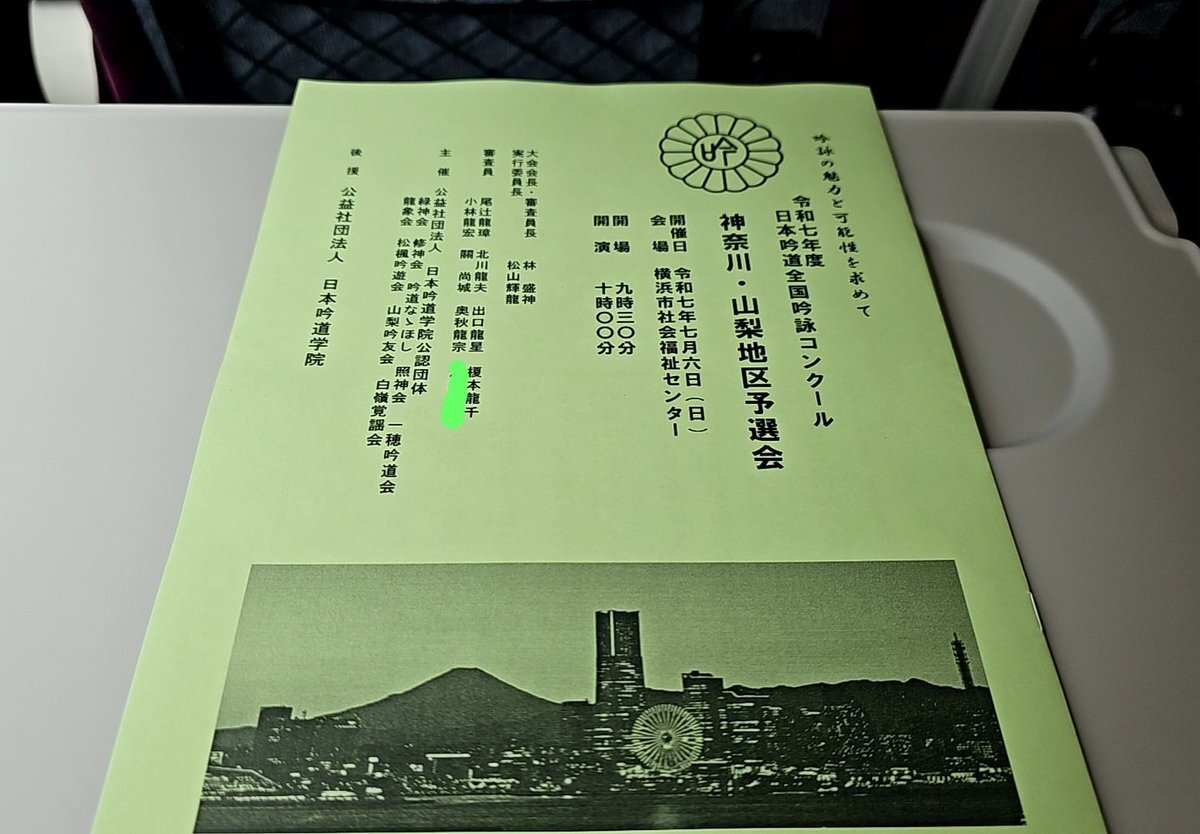 吟詠の魅力と可能性を求めて
令和七年度
日本吟道全国吟詠コンクール
神奈川・山梨地区予選会
開催日 令和七年七月六日(日)
会場 横浜市社会福祉センター
開場 九時三〇分
開演 十時〇〇分
大会会長・審査員長 林 盛神
実行委員長 松山輝龍
審査員 尾辻龍璋 北川龍夫 出口龍星 榎本龍千
小林龍宏 關 尚城 奥秋龍宗
主催 公益社団法人 日本吟道学院公認団体
緑神会 修神会 吟道なゝほし 照神会 一穂吟道会
龍象会 松楓吟遊会 山梨吟友会 白嶺覚謡会
後援 公益社団法人 日本吟道学院